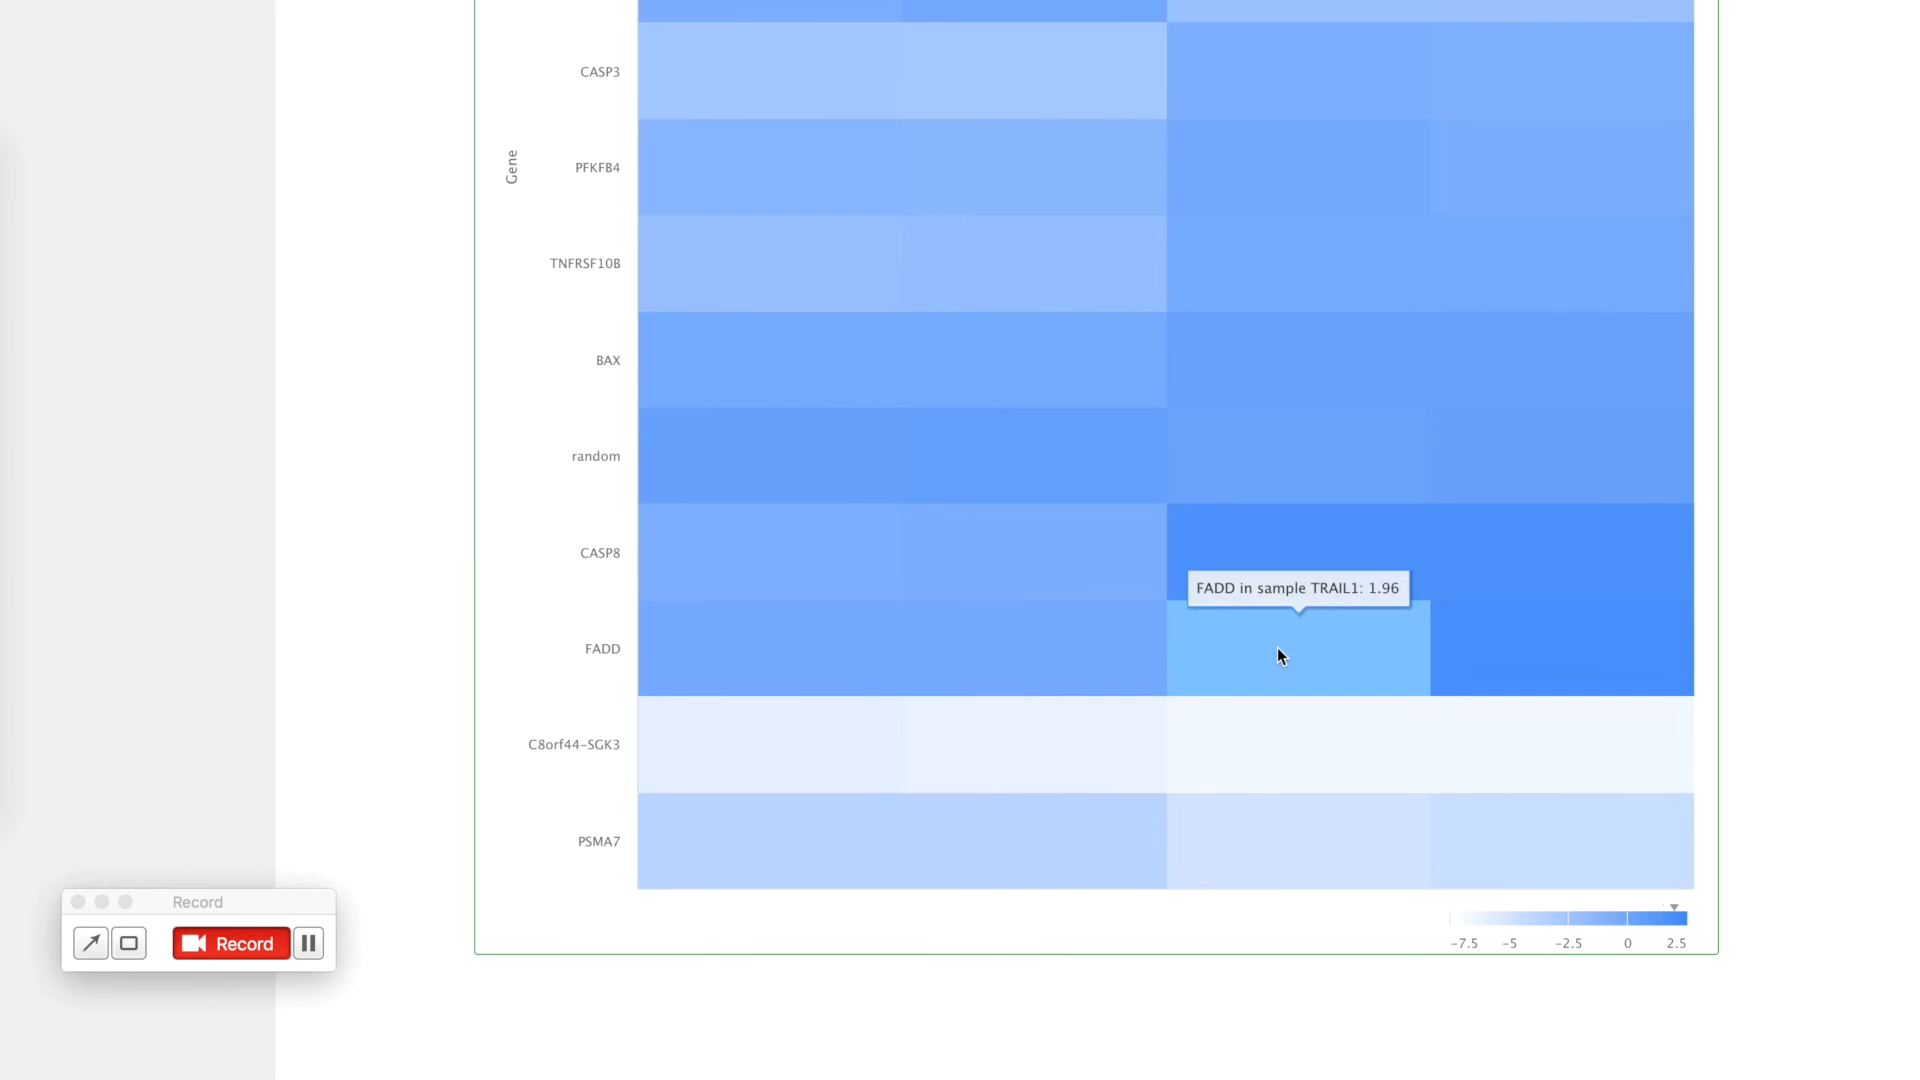 CASP3
Gene
PFKFB4
TNFRSF10B
BAX
random
CASP8
FADD in sample TRAIL1: 1.96
FADD
C8orf44-SGK3
PSMA7
Record
Record
-7.5 -5 -2.5 0 2.5